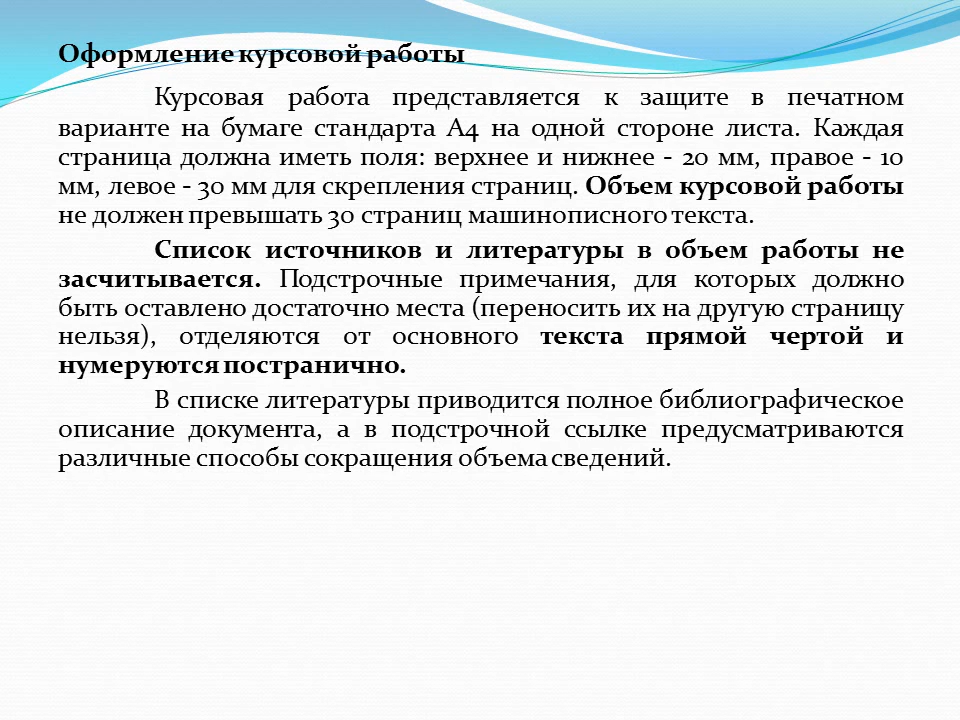 Оформление курсовой работы
Курсовая работа представляется к защите в печатном
варианте на бумаге стандарта А4 на одной стороне листа. Каждая
страница должна иметь поля: верхнее и нижнее - 20 мм, правое - 10
мм, левое - 30 мм для скрепления страниц. Объем курсовой работы
не должен превышать 30 страниц машинописного текста.
Список источников и литературы в объем работы не
засчитывается. Подстрочные примечания, для которых должно
быть оставлено достаточно места (переносить их на другую страницу
нельзя), отделяются от основного текста прямой чертой и
нумеруются постранично.
В списке литературы приводится полное библиографическое
описание документа, а в подстрочной ссылке предусматриваются
различные способы сокращения объема сведений.